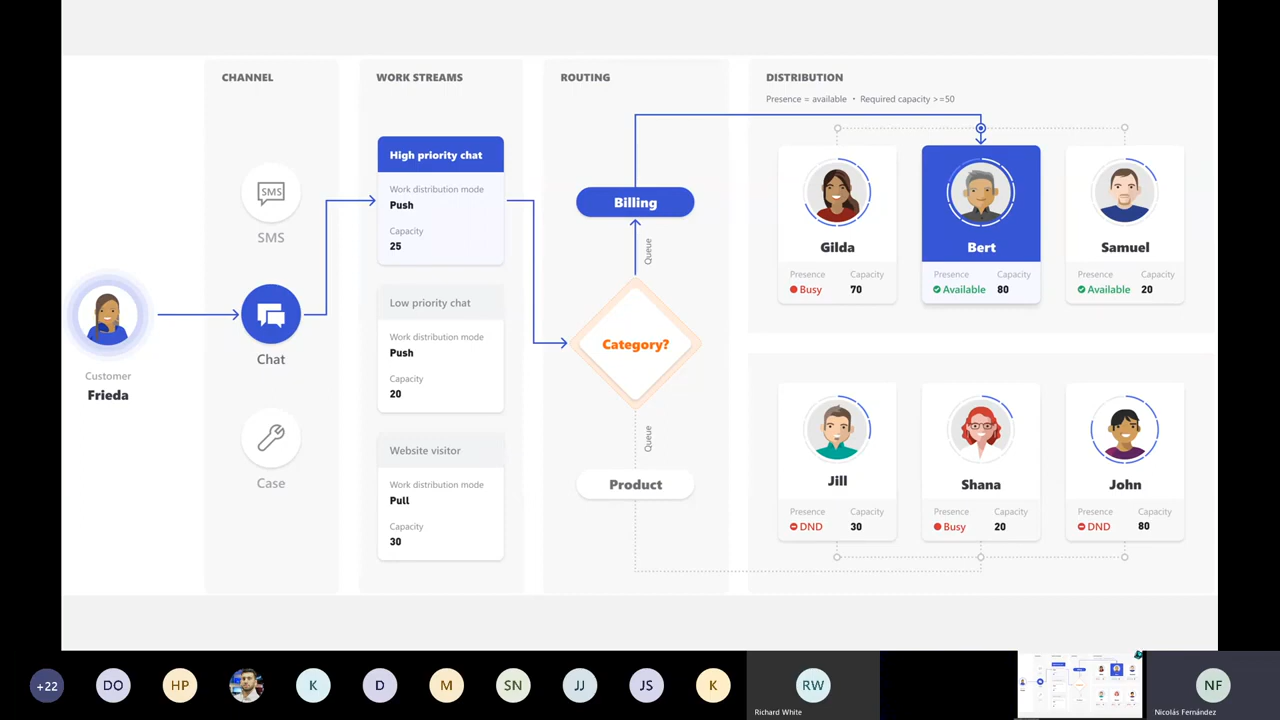 CHANNEL
WORK STREAMS
ROUTING
DISTRIBUTION
Presence = available • Required capacity >=50
Customer
Frieda
SMS
SMS
Chat
Case
High priority chat
Work distribution mode
Push
Capacity
25
Low priority chat
Work distribution mode
Push
Capacity
20
Website visitor
Work distribution mode
Pull
Capacity
30
Billing
Queue
Category?
Queue
Product
Gilda
Presence Capacity
Busy 70
Bert
Presence Capacity
Available 80
Samuel
Presence Capacity
Available 20
Jill
Presence Capacity
DND 30
Shana
Presence Capacity
Busy 20
John
Presence Capacity
DND 80
+22
DO
HP
K
D
M
SN
JJ
JS
K
RW
Richard White
NF
Nicolás Fernández